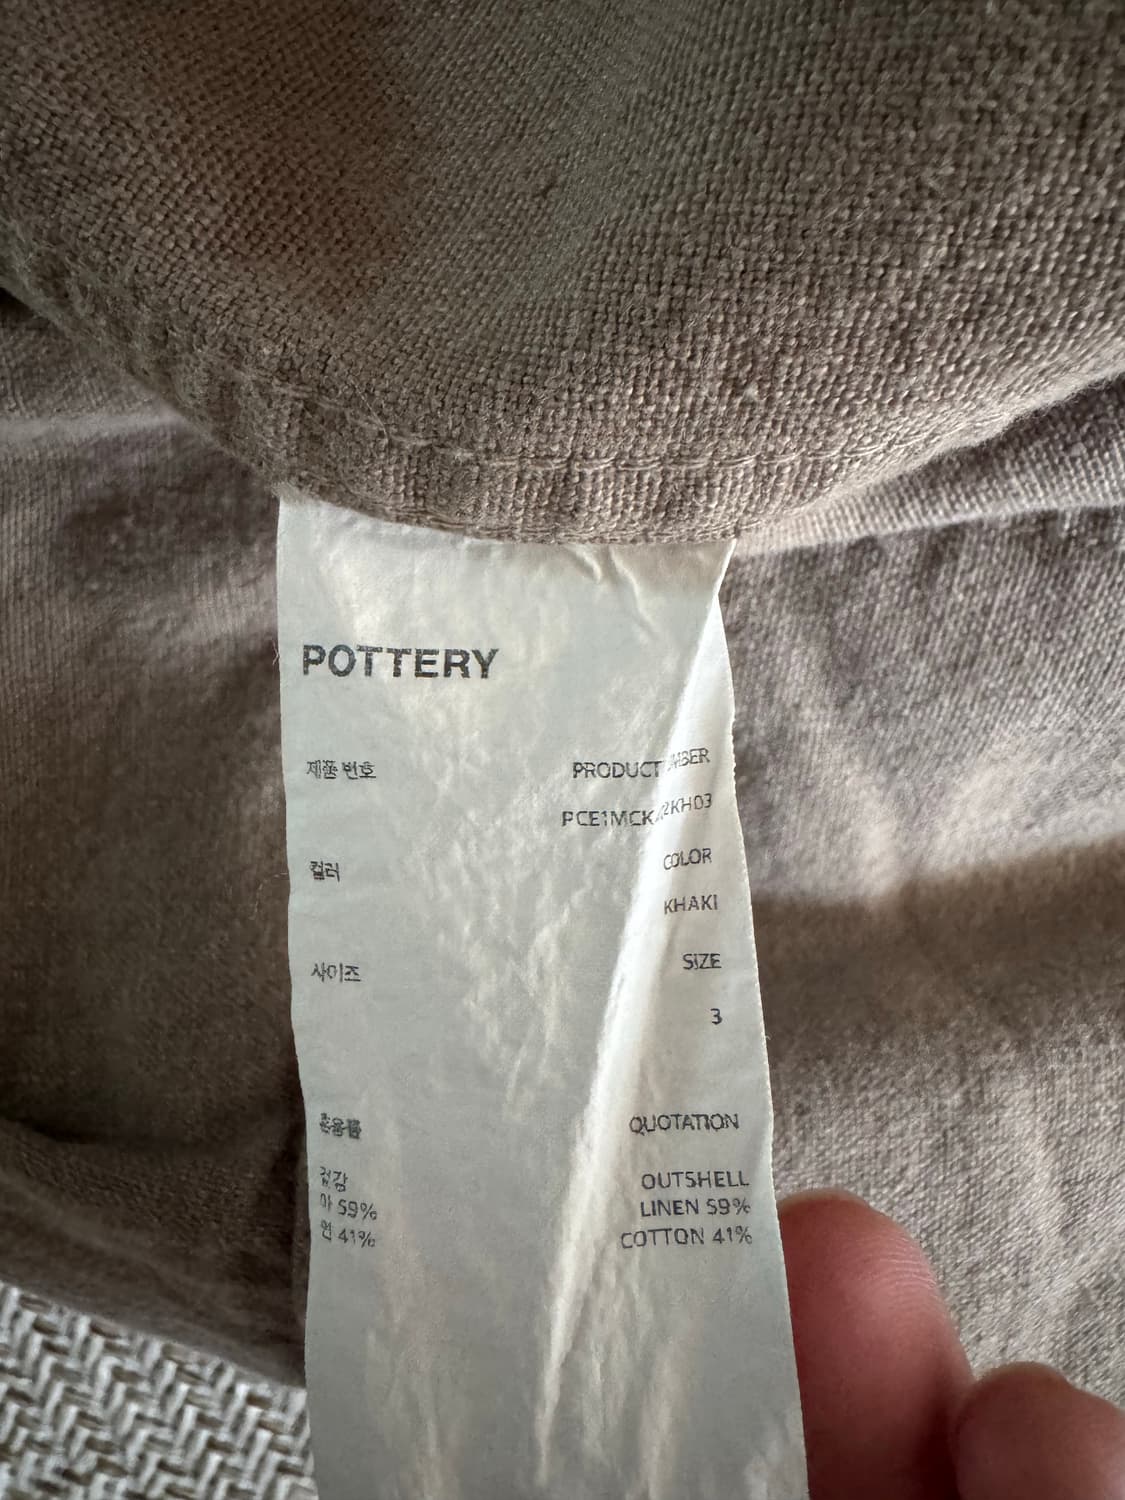 POTTERY
제품 번호 PRODUCT
컬러 COLOR
KHAKI
사이즈 SIZE
3
혼용률 QUOTATION
겉감 OUTSHELL
마 59% LINEN 59%
면 41% COTTON 41%